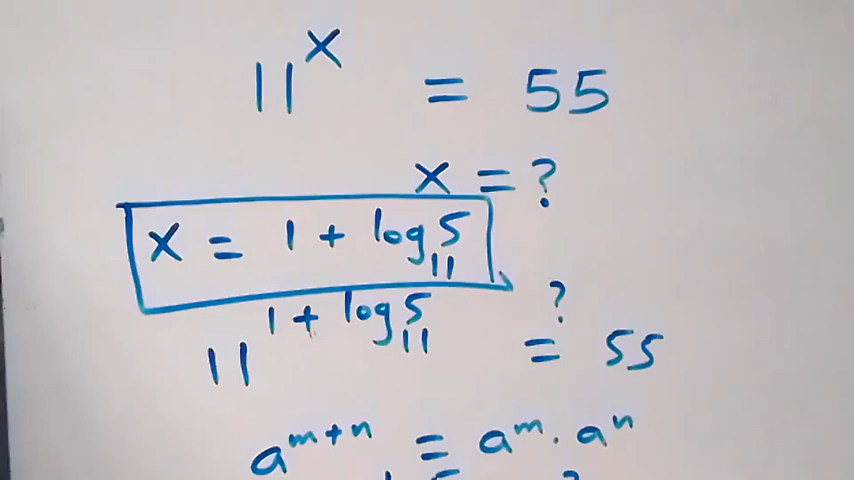 11^x = 55
x = ?
x = 1 + log₁₁5
11^(1 + log₁₁5) ≟ 55
a^(m+n) = a^m · a^n